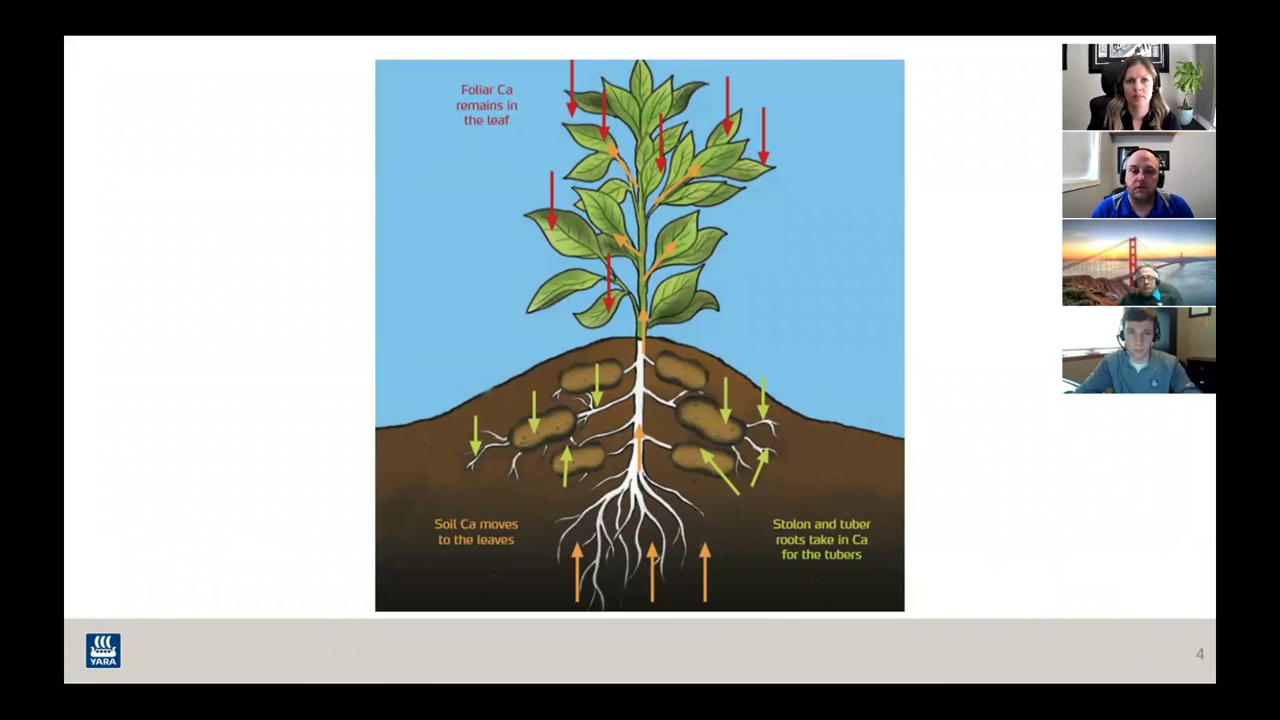 Foliar Ca
remains in
the leaf
Soil Ca moves
to the leaves
Stolon and tuber
roots take in Ca
for the tubers
YARA
4